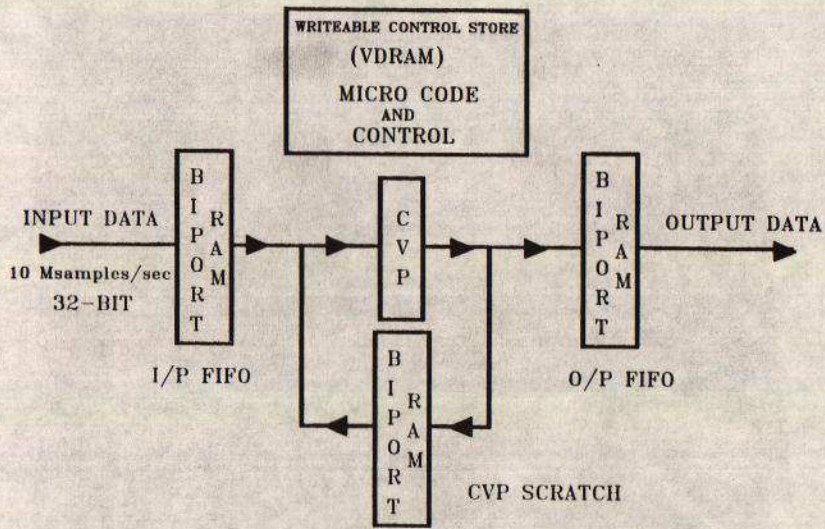 WRITEABLE CONTROL STORE
(VDRAM)
MICRO CODE
AND
CONTROL
INPUT DATA
10 Msamples/sec
32-BIT
BIPORT
RAM
I/P FIFO
CVP
BIPORT
RAM
CVP SCRATCH
BIPORT
RAM
O/P FIFO
OUTPUT DATA